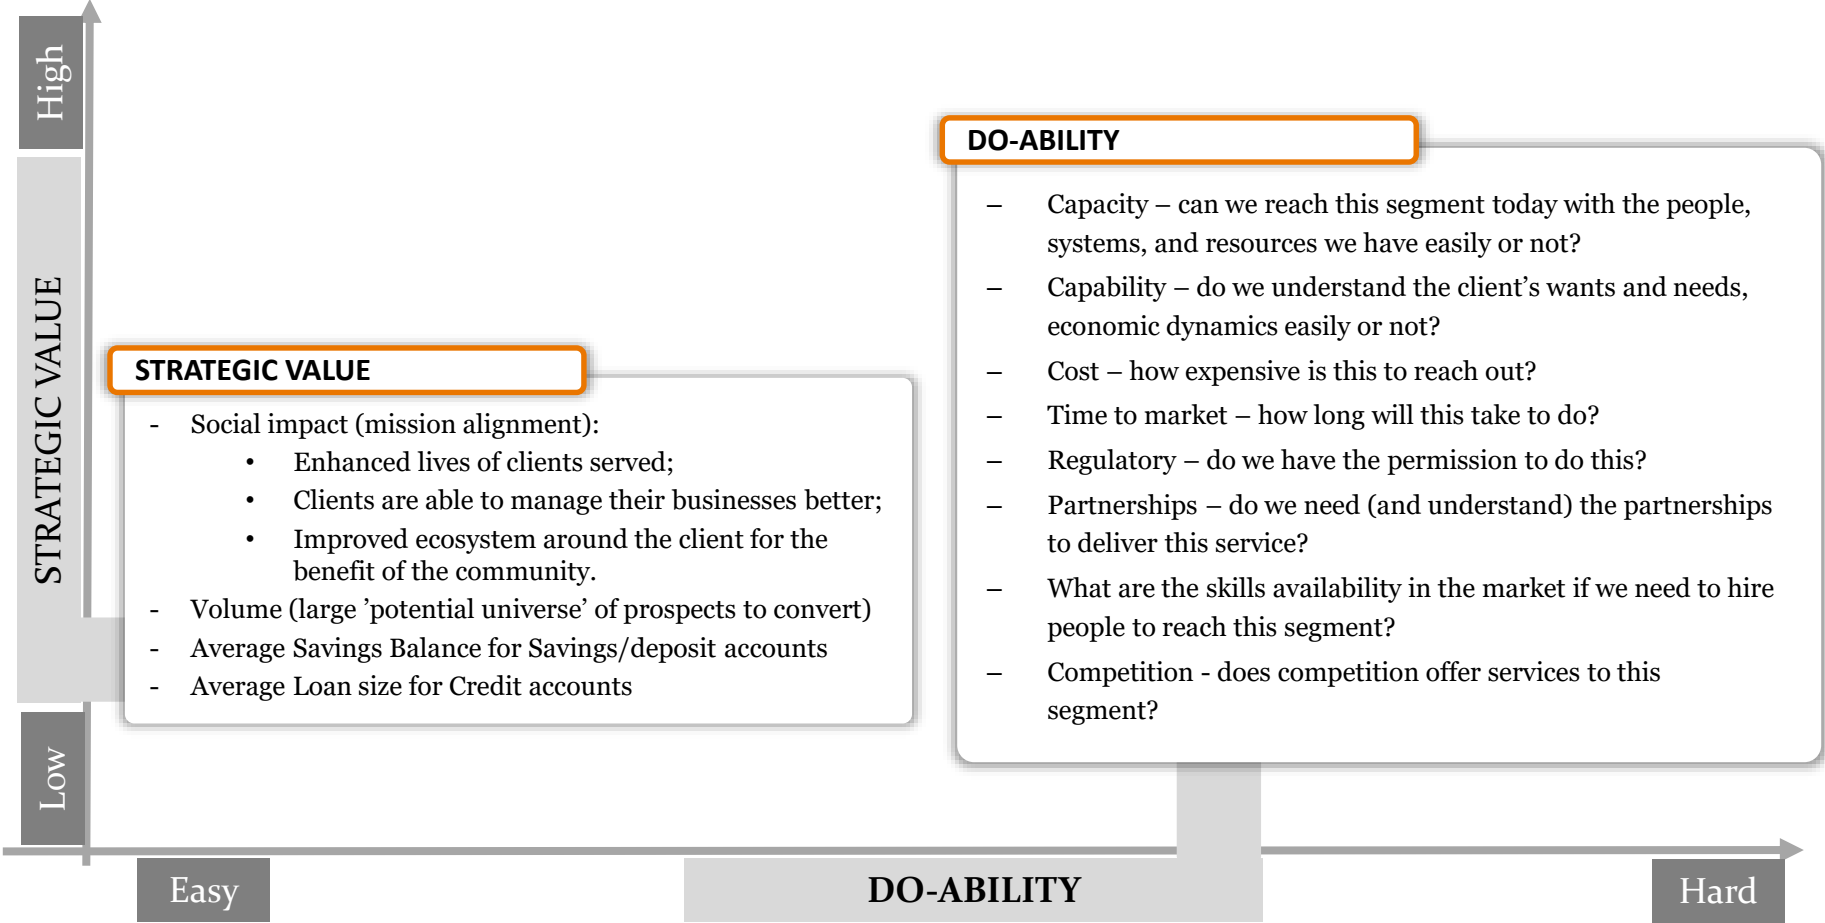 High
STRATEGIC VALUE
Low
STRATEGIC VALUE
- Social impact (mission alignment):
• Enhanced lives of clients served;
• Clients are able to manage their businesses better;
• Improved ecosystem around the client for the
benefit of the community.
- Volume (large ’potential universe’ of prospects to convert)
- Average Savings Balance for Savings/deposit accounts
- Average Loan size for Credit accounts
DO-ABILITY
– Capacity – can we reach this segment today with the people,
systems, and resources we have easily or not?
– Capability – do we understand the client’s wants and needs,
economic dynamics easily or not?
– Cost – how expensive is this to reach out?
– Time to market – how long will this take to do?
– Regulatory – do we have the permission to do this?
– Partnerships – do we need (and understand) the partnerships
to deliver this service?
– What are the skills availability in the market if we need to hire
people to reach this segment?
– Competition - does competition offer services to this
segment?
Easy
DO-ABILITY
Hard